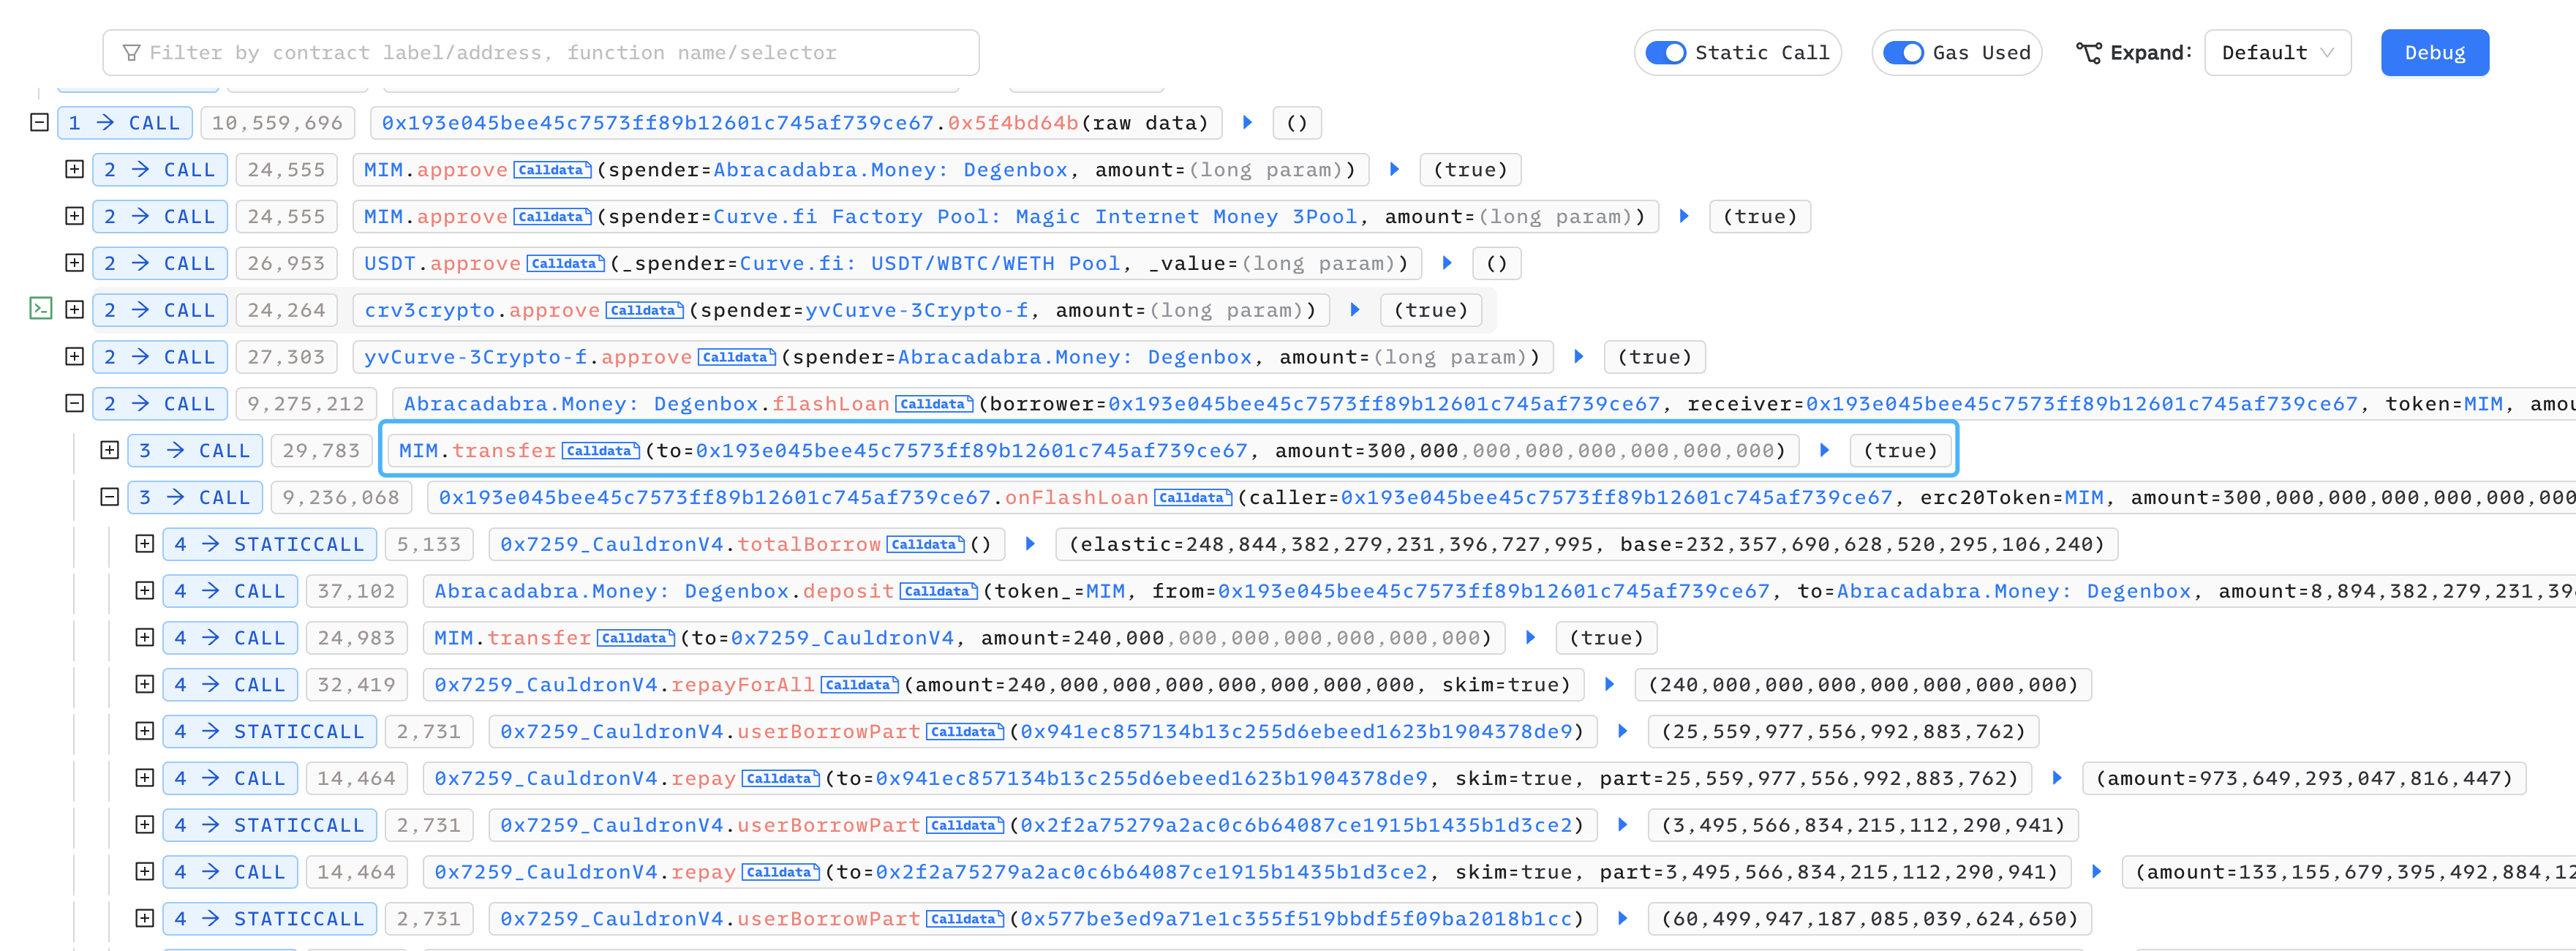 Filter by contract label/address, function name/selector Static Call Gas Used Expand: Default Debug
1 → CALL 10,559,696 0x193e045bee45c7573ff89b12601c745af739ce67.0x5f4bd64b(raw data) ()
2 → CALL 24,555 MIM.approve Calldata (spender=Abracadabra.Money: Degenbox, amount=(long param)) (true)
2 → CALL 24,555 MIM.approve Calldata (spender=Curve.fi Factory Pool: Magic Internet Money 3Pool, amount=(long param)) (true)
2 → CALL 26,953 USDT.approve Calldata (_spender=Curve.fi: USDT/WBTC/WETH Pool, _value=(long param)) ()
2 → CALL 24,264 crv3crypto.approve Calldata (spender=yvCurve-3Crypto-f, amount=(long param)) (true)
2 → CALL 27,303 yvCurve-3Crypto-f.approve Calldata (spender=Abracadabra.Money: Degenbox, amount=(long param)) (true)
2 → CALL 9,275,212 Abracadabra.Money: Degenbox.flashLoan Calldata (borrower=0x193e045bee45c7573ff89b12601c745af739ce67, receiver=0x193e045bee45c7573ff89b12601c745af739ce67, token=MIM, amou
3 → CALL 29,783 MIM.transfer Calldata (to=0x193e045bee45c7573ff89b12601c745af739ce67, amount=300,000,000,000,000,000,000,000) (true)
3 → CALL 9,236,068 0x193e045bee45c7573ff89b12601c745af739ce67.onFlashLoan Calldata (caller=0x193e045bee45c7573ff89b12601c745af739ce67, erc20Token=MIM, amount=300,000,000,000,000,000,000
4 → STATICCALL 5,133 0x7259_CauldronV4.totalBorrow Calldata () (elastic=248,844,382,279,231,396,727,995, base=232,357,690,628,520,295,106,240)
4 → CALL 37,102 Abracadabra.Money: Degenbox.deposit Calldata (token_=MIM, from=0x193e045bee45c7573ff89b12601c745af739ce67, to=Abracadabra.Money: Degenbox, amount=8,894,382,279,231,39
4 → CALL 24,983 MIM.transfer Calldata (to=0x7259_CauldronV4, amount=240,000,000,000,000,000,000,000) (true)
4 → CALL 32,419 0x7259_CauldronV4.repayForAll Calldata (amount=240,000,000,000,000,000,000,000, skim=true) (240,000,000,000,000,000,000,000)
4 → STATICCALL 2,731 0x7259_CauldronV4.userBorrowPart Calldata (0x941ec857134b13c255d6ebeed1623b1904378de9) (25,559,977,556,992,883,762)
4 → CALL 14,464 0x7259_CauldronV4.repay Calldata (to=0x941ec857134b13c255d6ebeed1623b1904378de9, skim=true, part=25,559,977,556,992,883,762) (amount=973,649,293,047,816,447)
4 → STATICCALL 2,731 0x7259_CauldronV4.userBorrowPart Calldata (0x2f2a75279a2ac0c6b64087ce1915b1435b1d3ce2) (3,495,566,834,215,112,290,941)
4 → CALL 14,464 0x7259_CauldronV4.repay Calldata (to=0x2f2a75279a2ac0c6b64087ce1915b1435b1d3ce2, skim=true, part=3,495,566,834,215,112,290,941) (amount=133,155,679,395,492,884,12
4 → STATICCALL 2,731 0x7259_CauldronV4.userBorrowPart Calldata (0x577be3ed9a71e1c355f519bbdf5f09ba2018b1cc) (60,499,947,187,085,039,624,650)